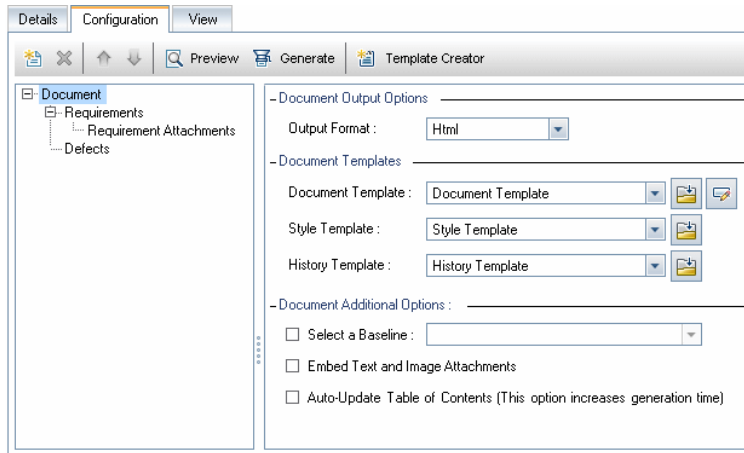 Details Configuration View
Preview Generate Template Creator
Document
Requirements
Requirement Attachments
Defects
Document Output Options
Output Format : Html
Document Templates
Document Template : Document Template
Style Template : Style Template
History Template : History Template
Document Additional Options :
Select a Baseline :
Embed Text and Image Attachments
Auto-Update Table of Contents (This option increases generation time)